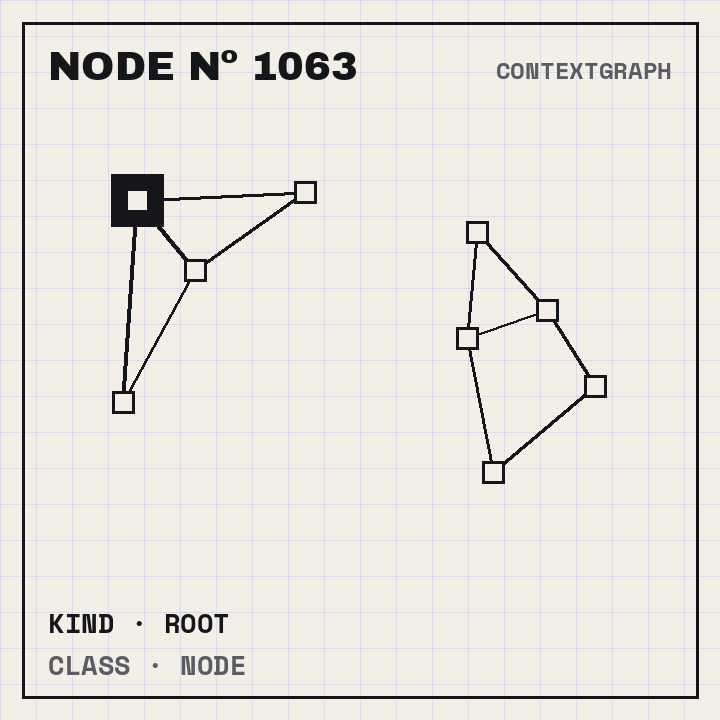 NODE Nº 1063
CONTEXTGRAPH
KIND · ROOT
CLASS · NODE